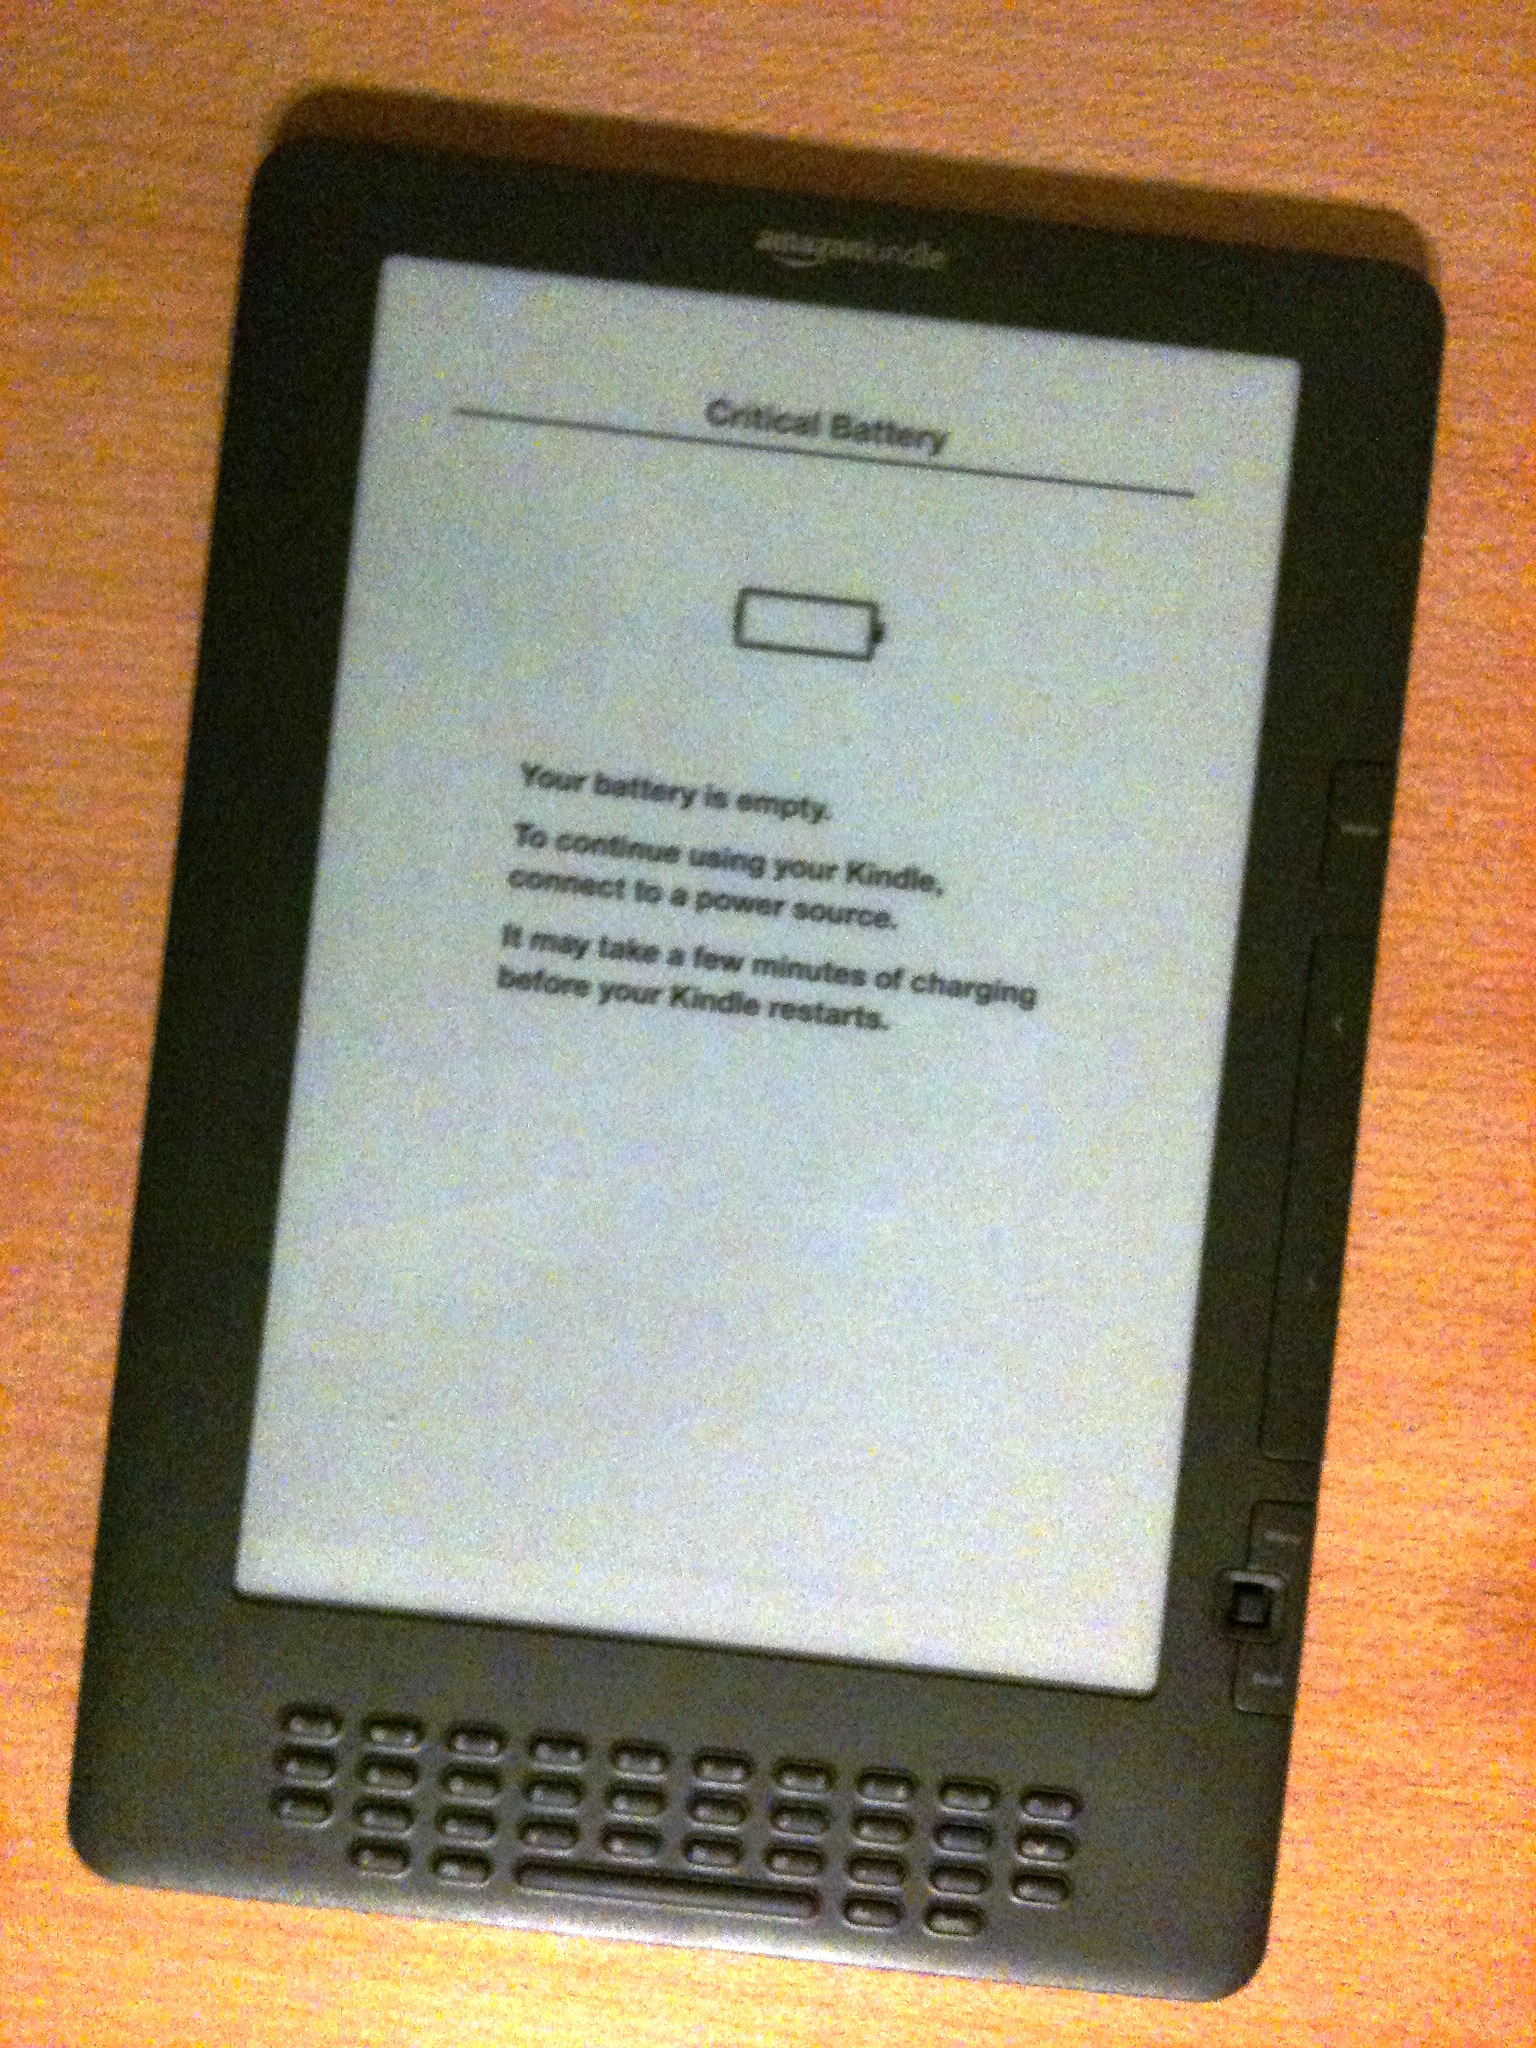 amazonkindle
Critical Battery
Your battery is empty.
To continue using your Kindle,
connect to a power source.
It may take a few minutes of charging
before your Kindle restarts.